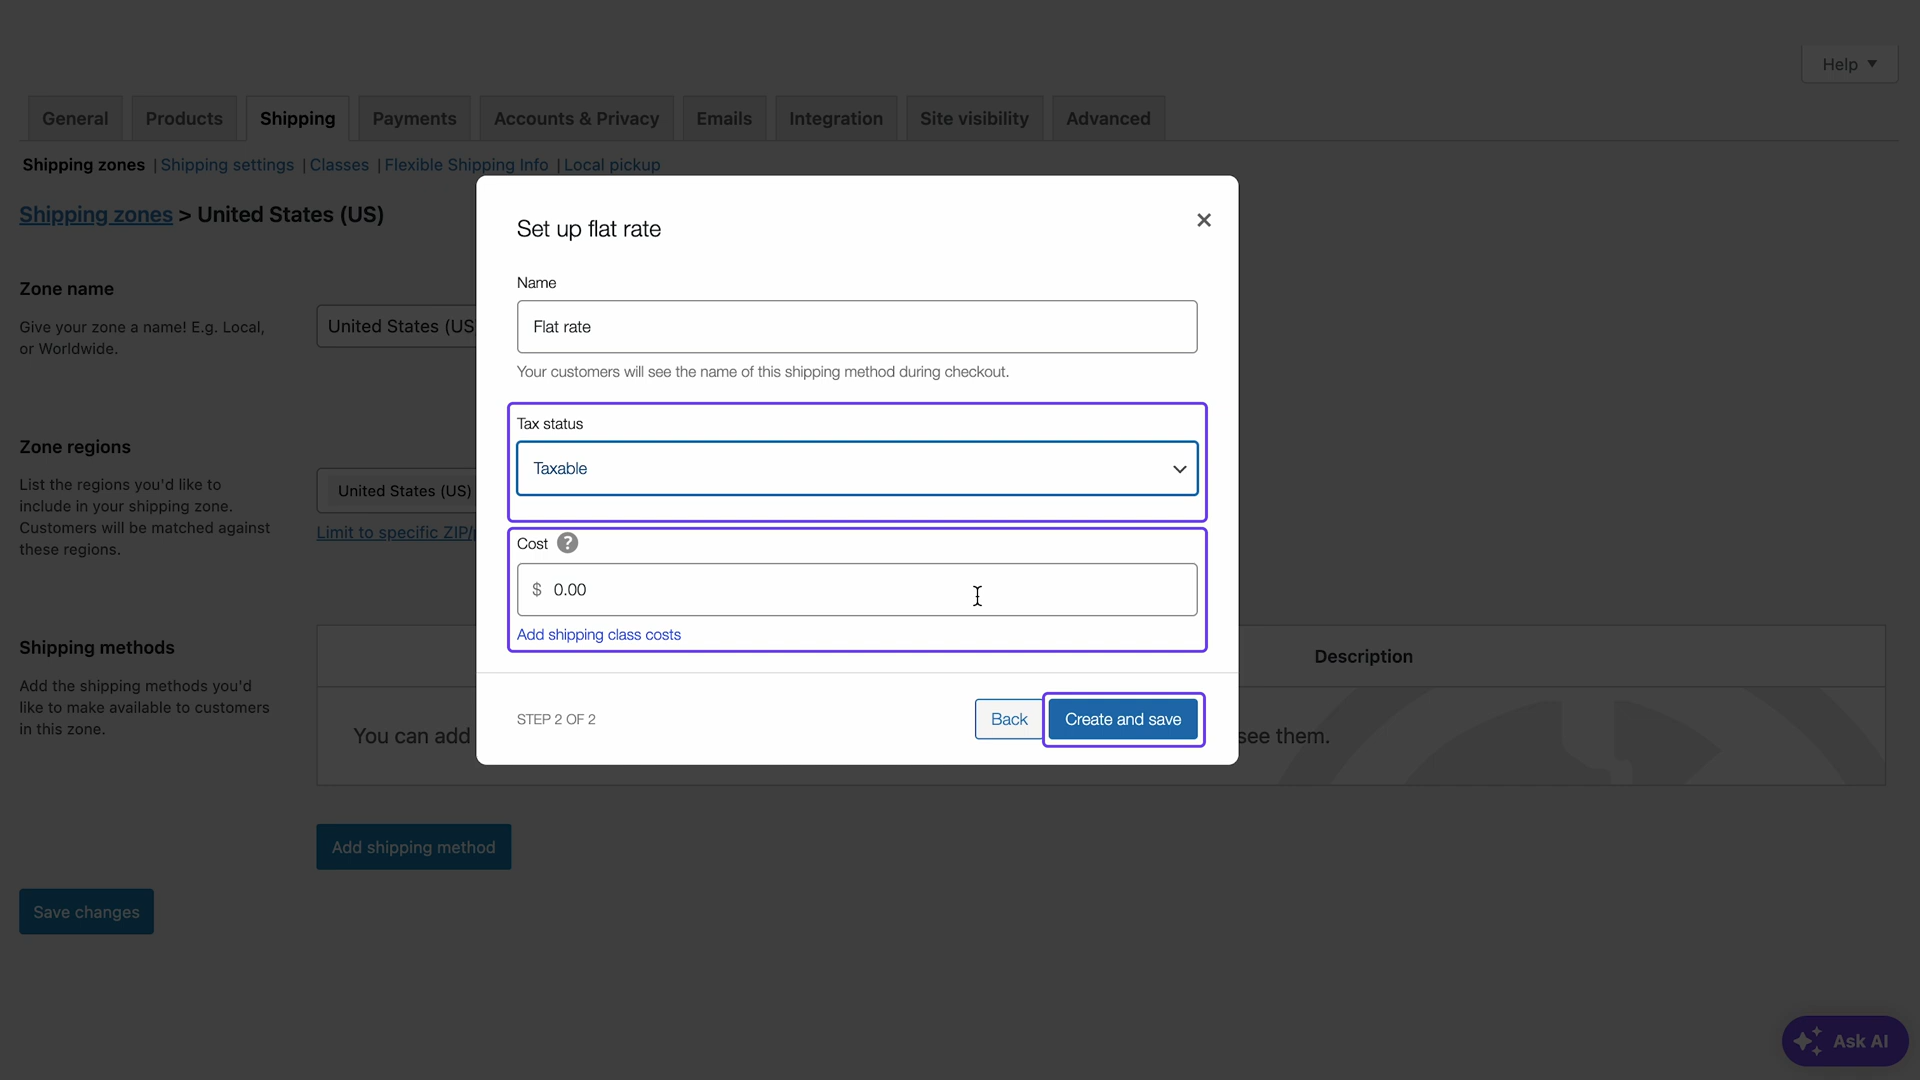 Help ▼
General
Products
Shipping
Payments
Accounts & Privacy
Emails
Integration
Site visibility
Advanced
Shipping zones | Shipping settings | Classes | Flexible Shipping Info | Local pickup
Shipping zones > United States (US)
Set up flat rate
Name
Flat rate
Your customers will see the name of this shipping method during checkout.
Tax status
Taxable
Cost ?
$ 0.00
Add shipping class costs
STEP 2 OF 2
Back
Create and save
Zone name
Give your zone a name! E.g. Local,
or Worldwide.
United States (US
Zone regions
List the regions you'd like to
include in your shipping zone.
Customers will be matched against
these regions.
United States (US)
Limit to specific ZIP/
Shipping methods
Add the shipping methods you'd
like to make available to customers
in this zone.
Description
You can add
see them.
Add shipping method
Save changes
Ask AI